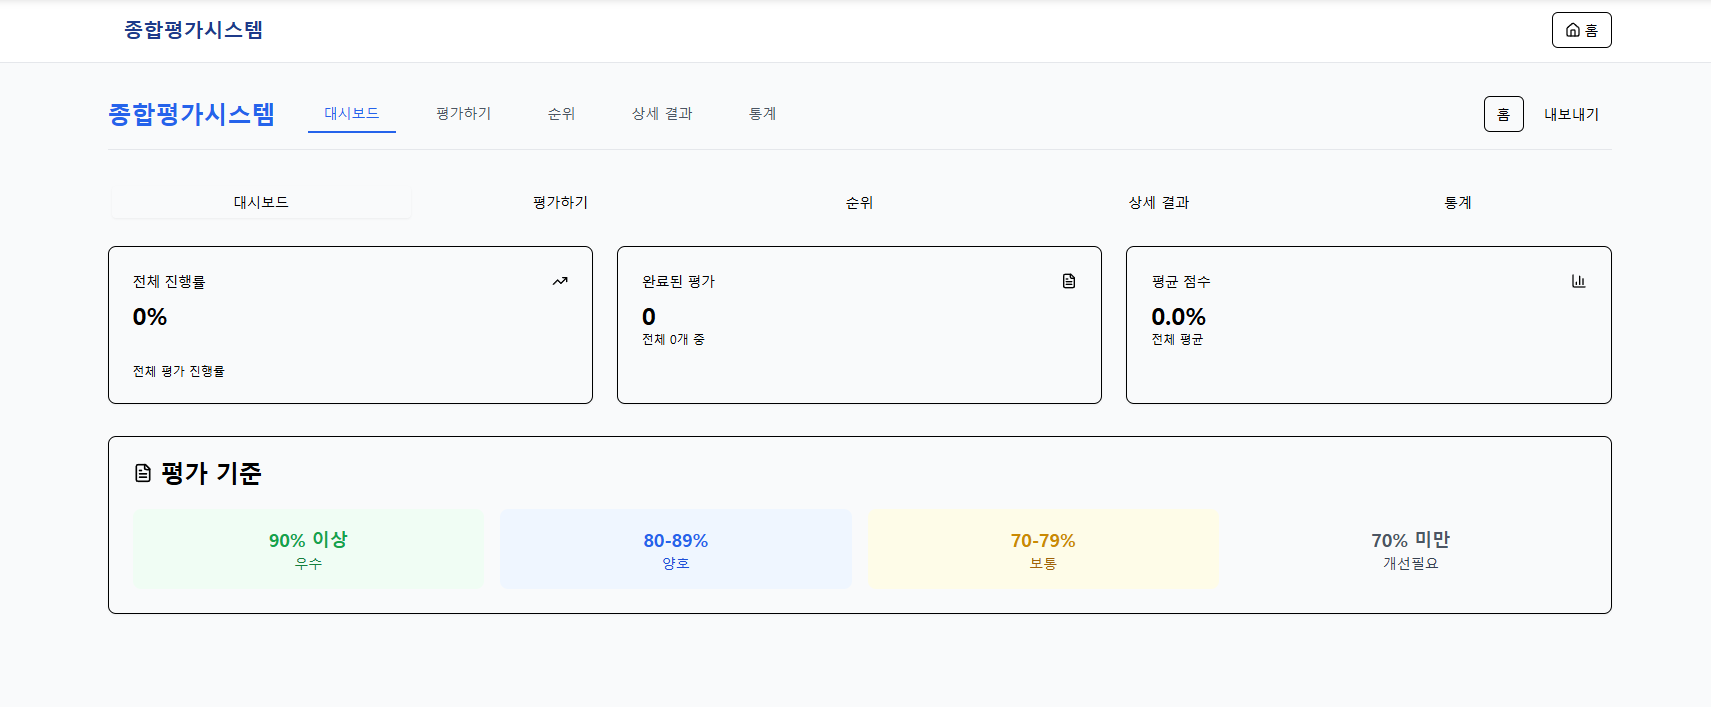 종합평가시스템
홈
종합평가시스템 대시보드 평가하기 순위 상세 결과 통계 홈 내보내기
대시보드 평가하기 순위 상세 결과 통계
전체 진행률
0%
전체 평가 진행률
완료된 평가
0
전체 0개 중
평균 점수
0.0%
전체 평균
평가 기준
90% 이상
우수
80-89%
양호
70-79%
보통
70% 미만
개선필요